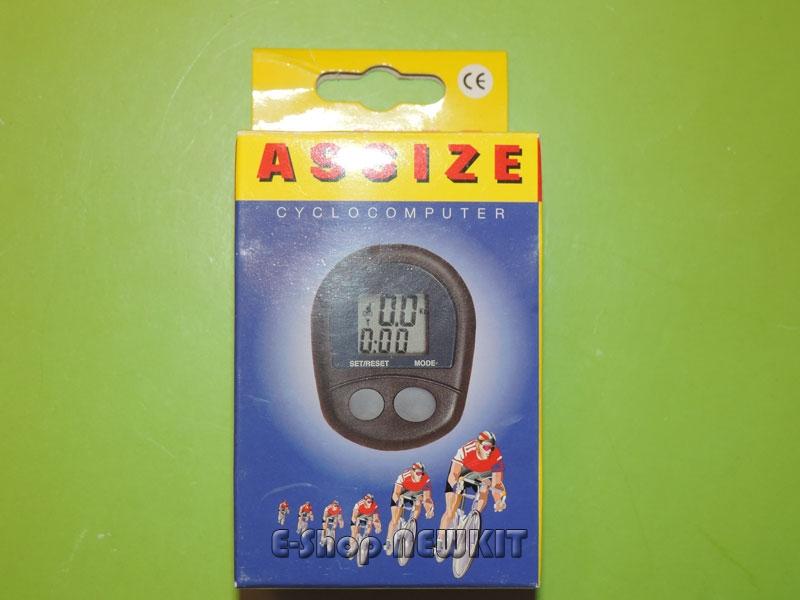 CE
ASSIZE
CYCLOCOMPUTER
0.0
0:00
SET/RESET MODE-
E-Shop NEWKIT